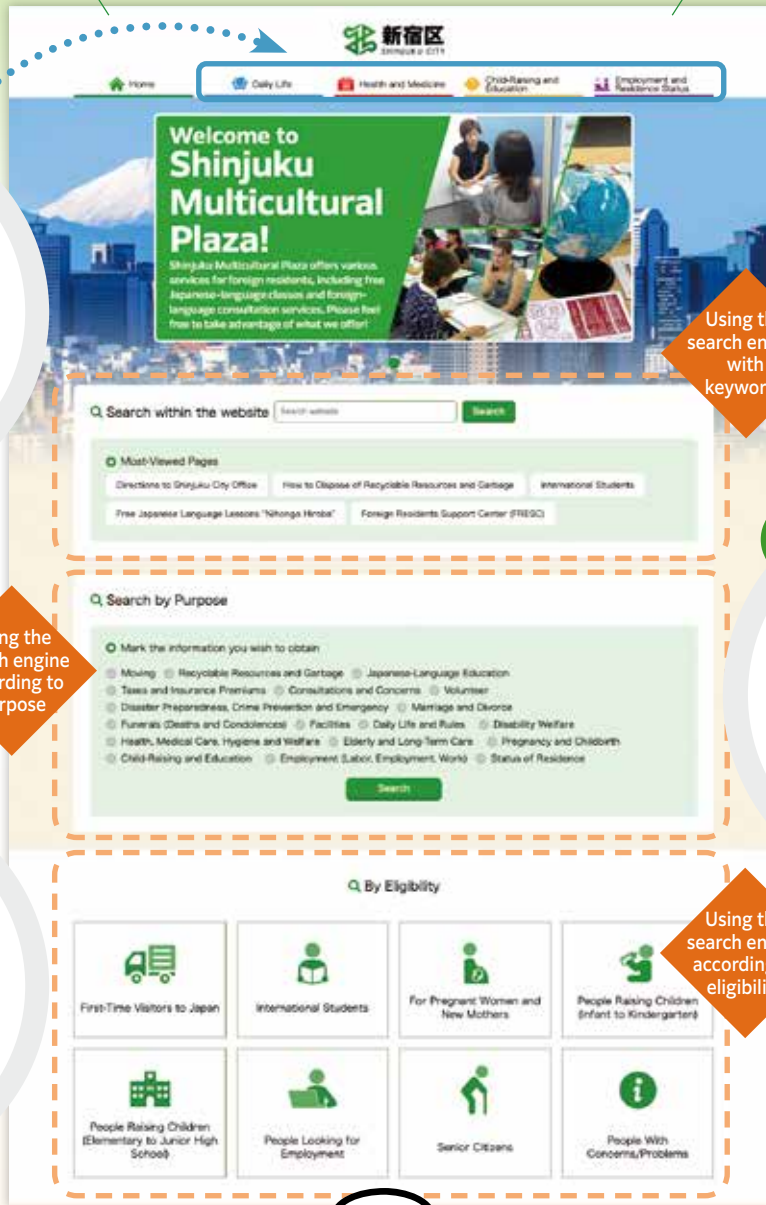 新宿区
SHINJUKU CITY
Home
Daily Life
Health and Medicine
Child-Raising and
Education
Employment and
Residence Status
Welcome to
Shinjuku
Multicultural
Plaza!
Shinjuku Multicultural Plaza offers various
services for foreign residents, including free
Japanese-language classes and foreign-
language consultation services. Please feel
free to take advantage of what we offer!
Using th
search en
with
keywor
Search within the website
Search website
Search
Most-Viewed Pages
Directions to Shinjuku City Office
How to Dispose of Recyclable Resources and Garbage
International Students
Free Japanese Language Lessons "Nihongo Hiroba"
Foreign Residents Support Center (FRESC)
ng the
h engine
rding to
rpose
Search by Purpose
Mark the information you wish to obtain
Moving Recyclable Resources and Garbage Japanese-Language Education
Taxes and Insurance Premiums Consultations and Concerns Volunteer
Disaster Preparedness, Crime Prevention and Emergency Marriage and Divorce
Funerals (Deaths and Condolences) Facilities Daily Life and Rules Disability Welfare
Health, Medical Care, Hygiene and Welfare Elderly and Long-Term Care Pregnancy and Childbirth
Child-Raising and Education Employment (Labor, Employment, Work) Status of Residence
Search
By Eligibility
Using th
search en
according
eligibili
First-Time Visitors to Japan
International Students
For Pregnant Women and
New Mothers
People Raising Children
(Infant to Kindergarten)
People Raising Children
(Elementary to Junior High
School)
People Looking for
Employment
Senior Citizens
People With
Concerns/Problems